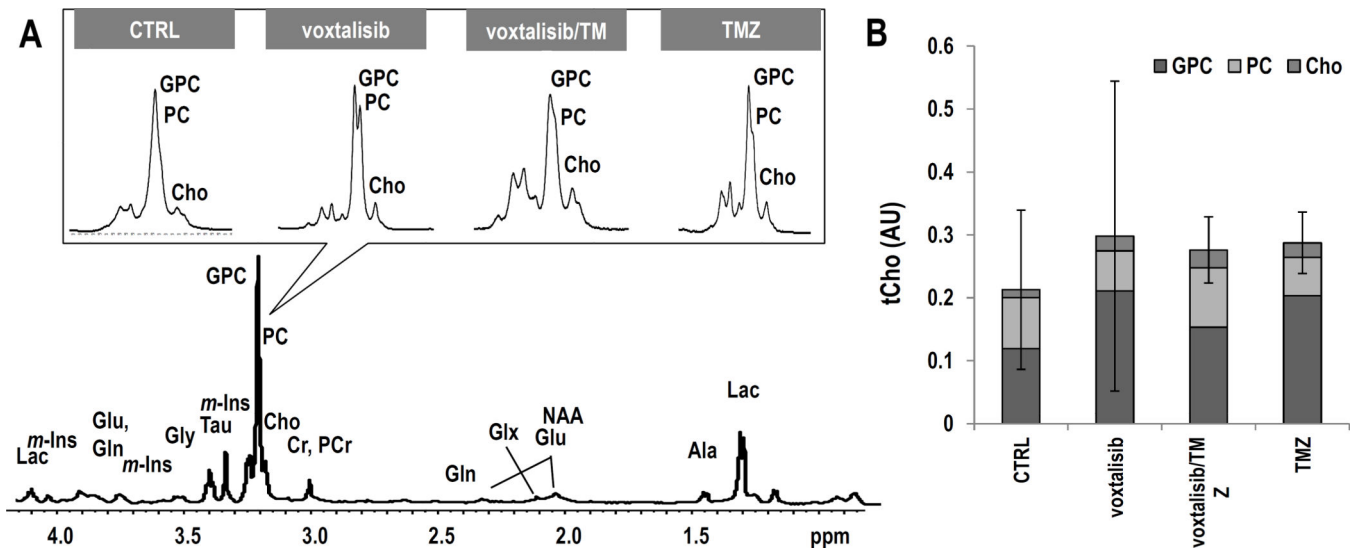 A
CTRL voxtalisib voxtalisib/TM TMZ
GPC GPC GPC GPC
PC PC PC PC
Cho Cho Cho Cho
GPC
PC
Cho
Lac
m-Ins
Glu,
Gln
m-Ins
Gly
m-Ins
Tau
Cr, PCr
Gln
Glx
NAA
Glu
Ala
Lac
4.0 3.5 3.0 2.5 2.0 1.5 ppm
B
GPC PC Cho
tCho (AU)
0.6
0.5
0.4
0.3
0.2
0.1
0
CTRL
voxtalisib
voxtalisib/TM
Z
TMZ